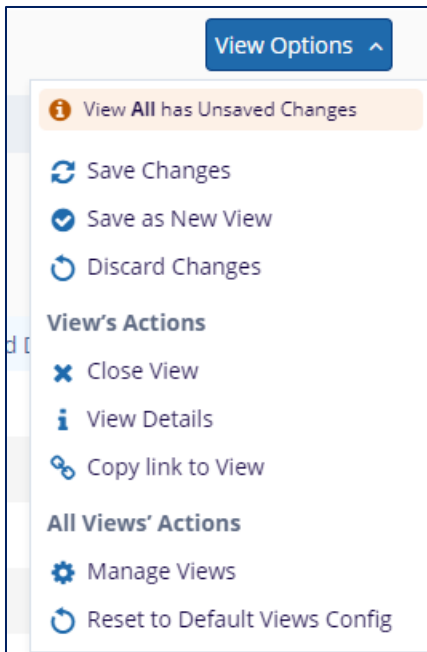 View Options
View All has Unsaved Changes
Save Changes
Save as New View
Discard Changes
View's Actions
Close View
View Details
Copy link to View
All Views' Actions
Manage Views
Reset to Default Views Config